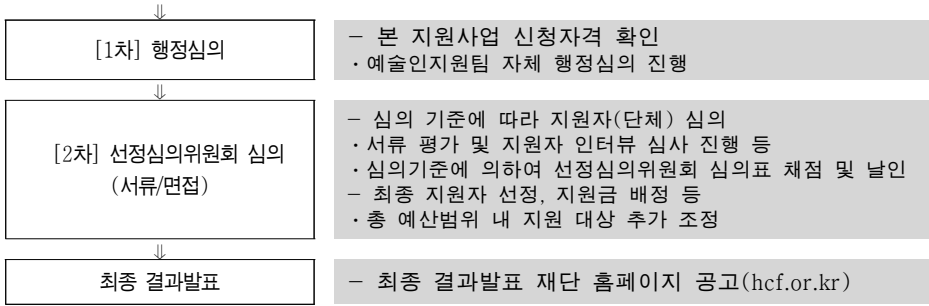 ⇓
[1차] 행정심의
− 본 지원사업 신청자격 확인
·예술인지원팀 자체 행정심의 진행
⇓
[2차] 선정심의위원회 심의
(서류/면접)
− 심의 기준에 따라 지원자(단체) 심의
·서류 평가 및 지원자 인터뷰 심사 진행 등
·심의기준에 의하여 선정심의위원회 심의표 채점 및 날인
− 최종 지원자 선정, 지원금 배정 등
·총 예산범위 내 지원 대상 추가 조정
⇓
최종 결과발표
− 최종 결과발표 재단 홈페이지 공고(hcf.or.kr)